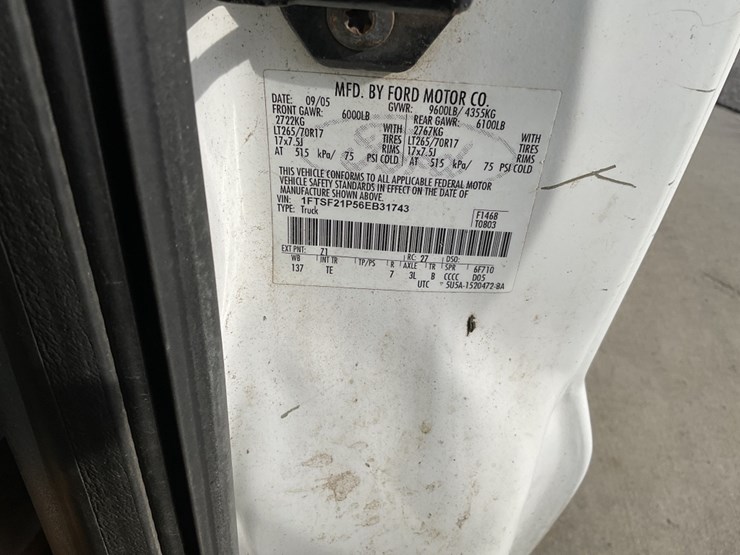 MFD. BY FORD MOTOR CO.
DATE: 09/05 GVWR: 9600LB/ 4355KG
FRONT GAWR: 6000LB REAR GAWR: 6100LB
2722KG WITH 2767KG WITH
LT265/70R17 TIRES LT265/70R17 TIRES
17x7.5J RIMS 17x7.5J RIMS
AT 515 kPa/ 75 PSI COLD AT 515 kPa/ 75 PSI COLD
THIS VEHICLE CONFORMS TO ALL APPLICABLE FEDERAL MOTOR
VEHICLE SAFETY STANDARDS IN EFFECT ON THE DATE OF
MANUFACTURE SHOWN ABOVE.
VIN: 1FTSF21P56EB31743
TYPE: Truck
F1468
T0803
EXT PNT: Z1 RC: 27 DSO:
WB INT TR TP/PS R AXLE TR SPR 6F710
137 TE 7 3L B CCCC D05
UTC 5U5A-1520472-BA